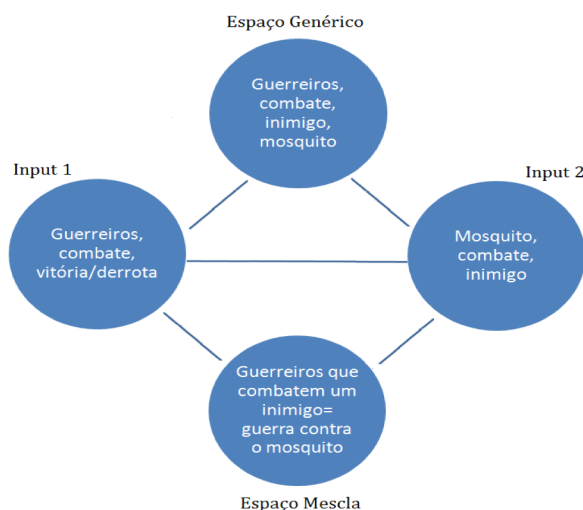 Espaço Genérico
Guerreiros,
combate,
inimigo,
mosquito
Input 1
Guerreiros,
combate,
vitória/derrota
Input 2
Mosquito,
combate,
inimigo
Guerreiros que
combatem um
inimigo=
guerra contra
o mosquito
Espaço Mescla